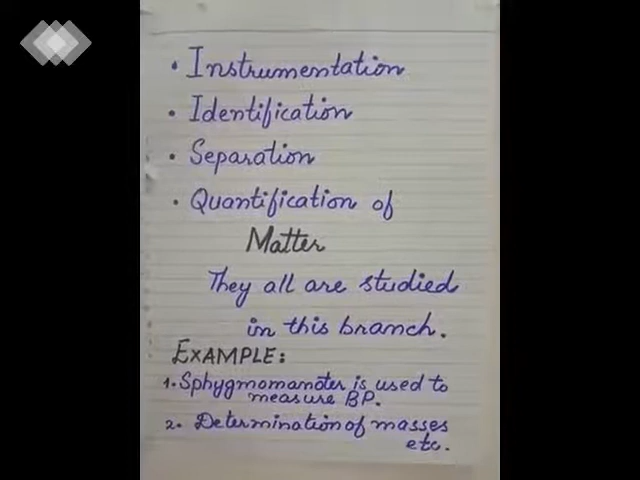 • Instrumentation
• Identification
• Separation
• Quantification of
Matter
They all are studied
in this branch.
EXAMPLE:
1. Sphygmomanoter is used to
measure BP.
2. Determination of masses
etc.